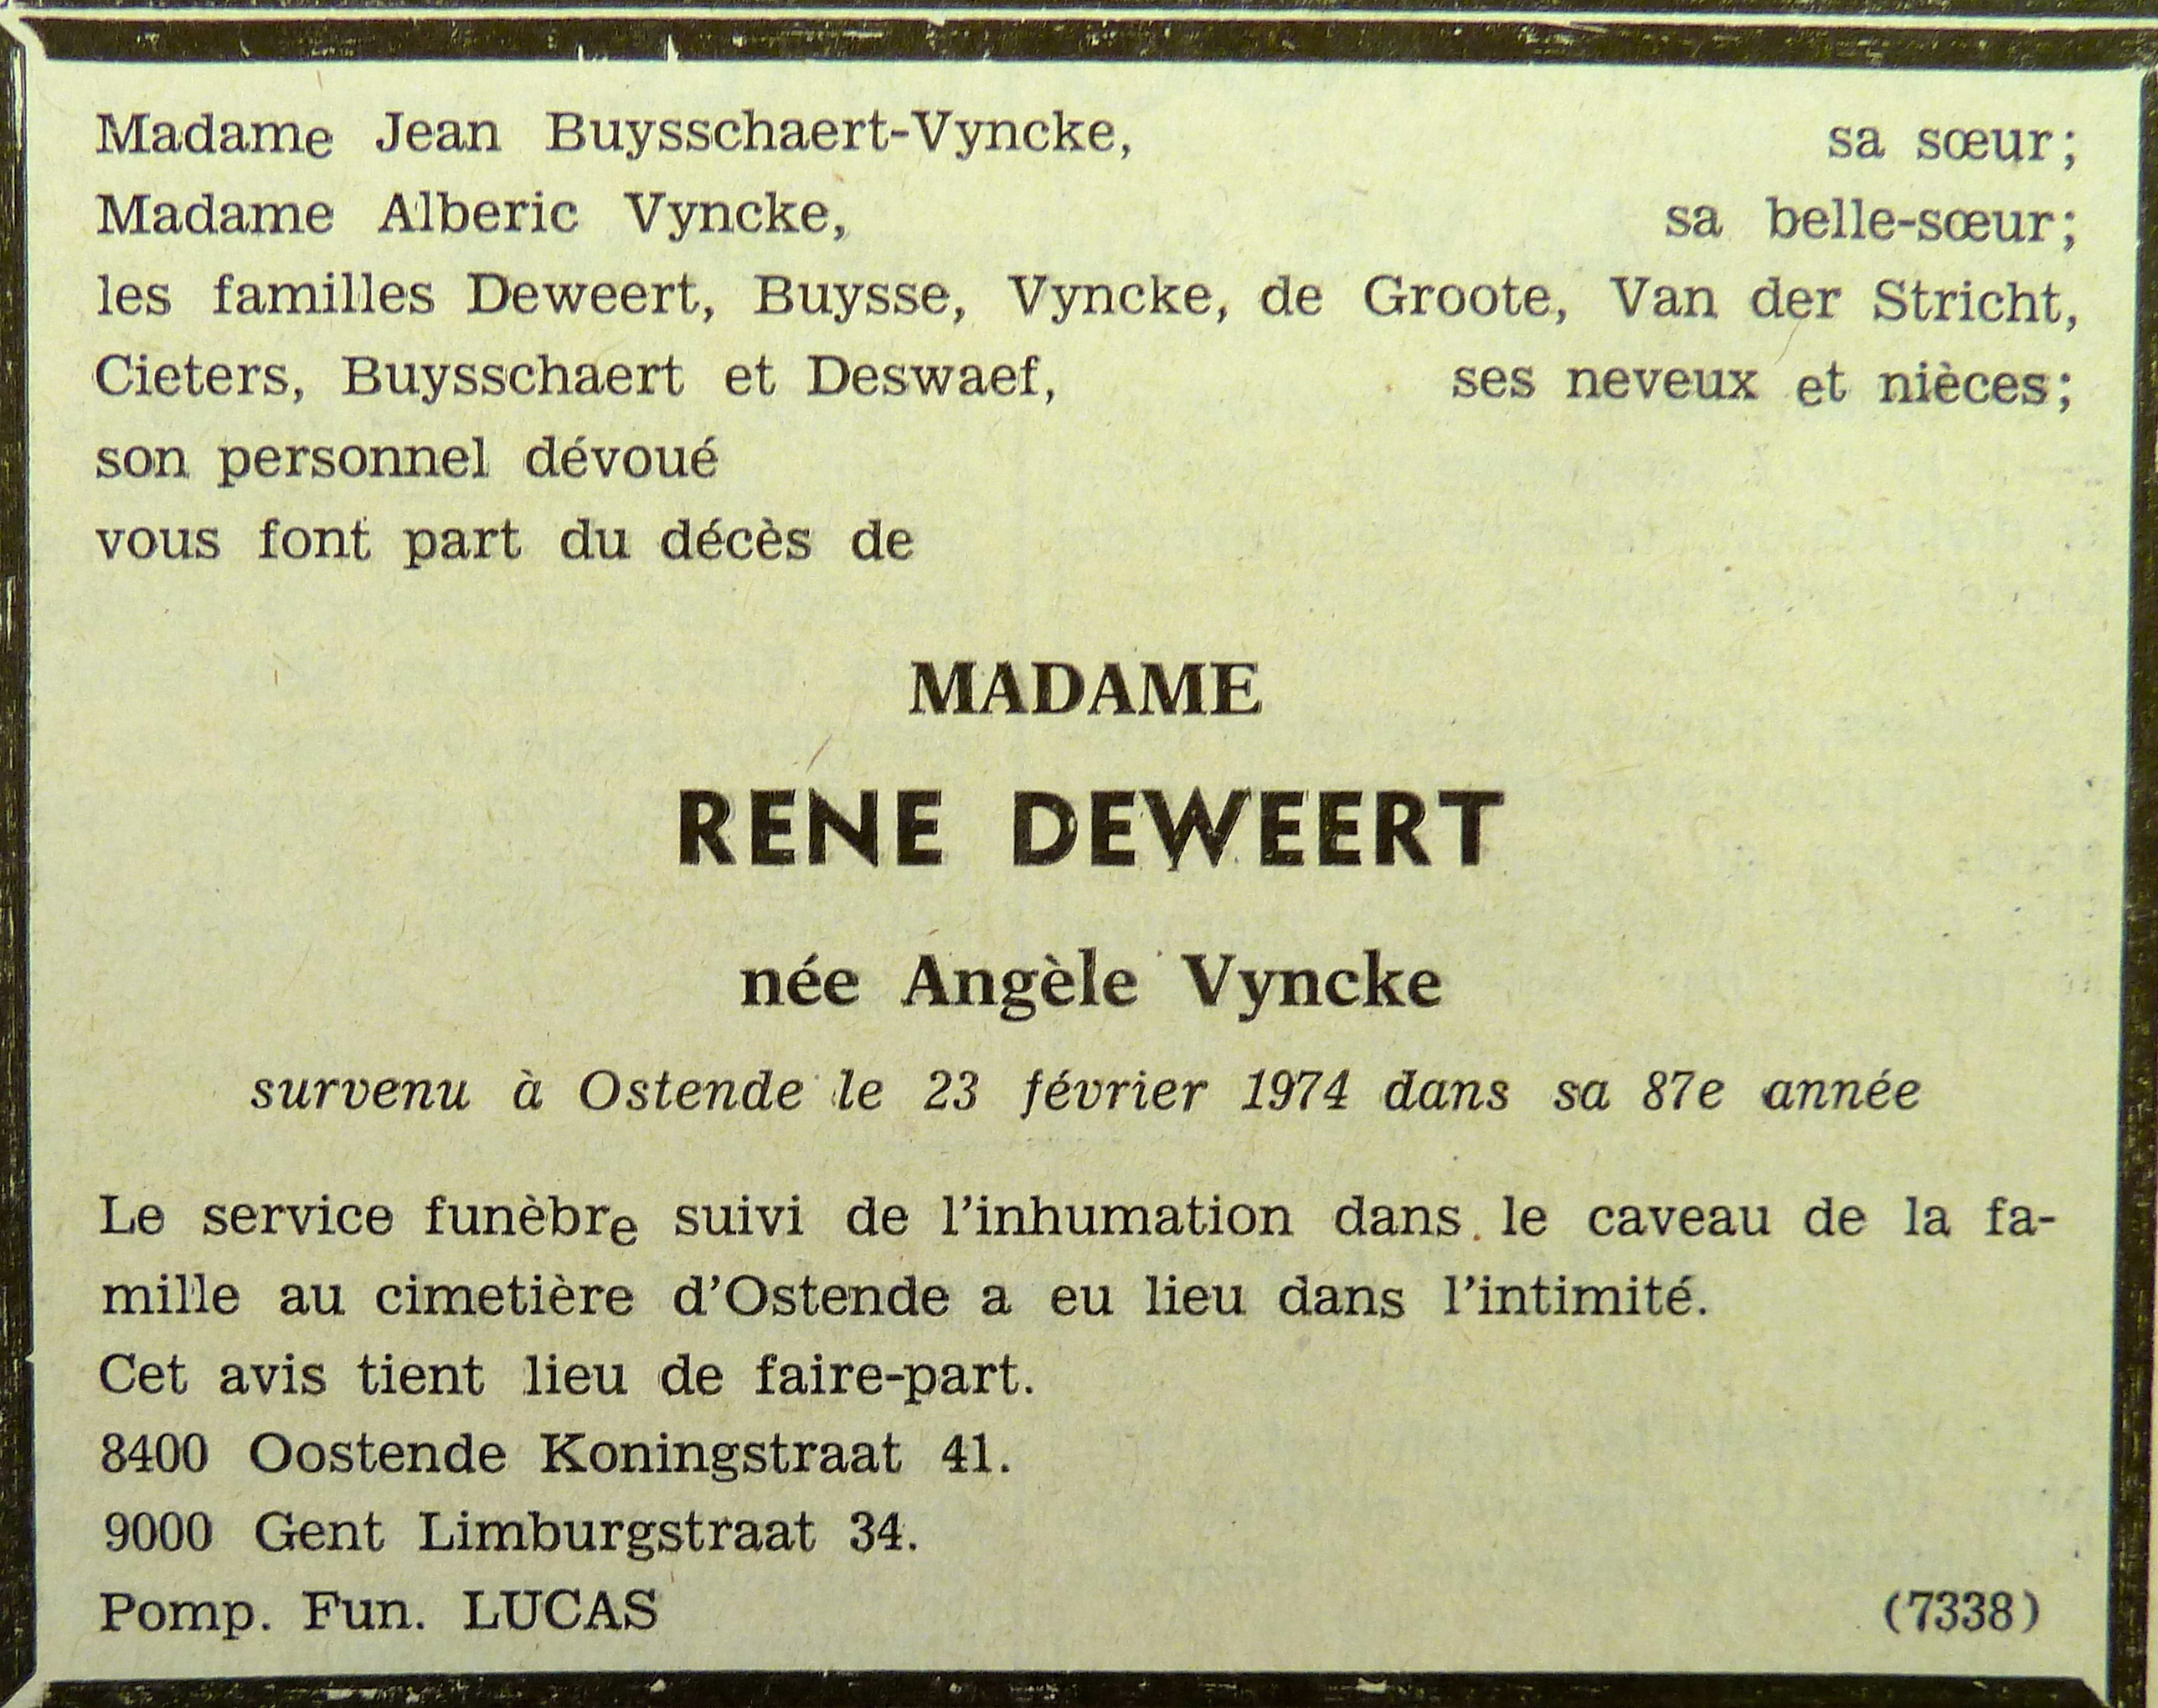 Madame Jean Buysschaert-Vyncke, sa sœur;
Madame Alberic Vyncke, sa belle-sœur;
les familles Deweert, Buysse, Vyncke, de Groote, Van der Stricht,
Cieters, Buysschaert et Deswaef, ses neveux et nièces;
son personnel dévoué
vous font part du décès de
MADAME
RENE DEWEERT
née Angèle Vyncke
survenu à Ostende le 23 février 1974 dans sa 87e année
Le service funèbre suivi de l'inhumation dans le caveau de la fa-
mille au cimetière d'Ostende a eu lieu dans l'intimité.
Cet avis tient lieu de faire-part.
8400 Oostende Koningstraat 41.
9000 Gent Limburgstraat 34.
Pomp. Fun. LUCAS (7338)